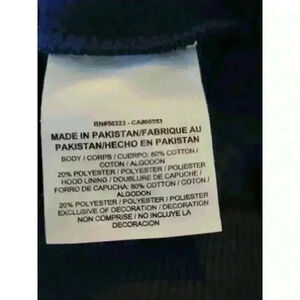 RN#56323 - CA#05553
MADE IN PAKISTAN/FABRIQUE AU
PAKISTAN/HECHO EN PAKISTAN
BODY / CORPS / CUERPO: 80% COTTON /
COTON / ALGODON
20% POLYESTER / POLYESTER / POLIESTER
HOOD LINING / DOUBLURE DE CAPUCHE /
FORRO DE CAPUCHA: 80% COTTON / COTON /
ALGODON
20% POLYESTER / POLYESTER / POLIESTER
EXCLUSIVE OF DECORATION / DECORATION
NON COMPRISE / NO INCLUYE LA
DECORACION